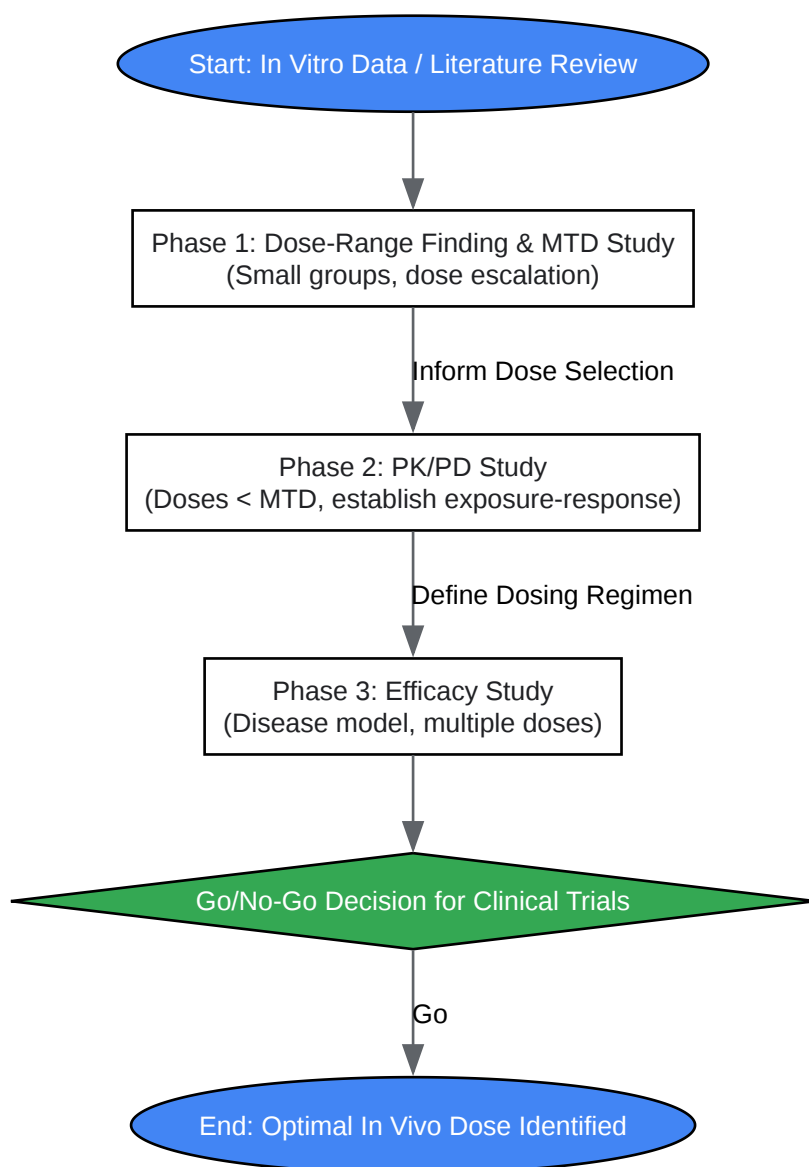 Start: In Vitro Data / Literature Review
Phase 1: Dose-Range Finding & MTD Study
(Small groups, dose escalation)
Inform Dose Selection
Phase 2: PK/PD Study
(Doses < MTD, establish exposure-response)
Define Dosing Regimen
Phase 3: Efficacy Study
(Disease model, multiple doses)
Go/No-Go Decision for Clinical Trials
Go
End: Optimal In Vivo Dose Identified